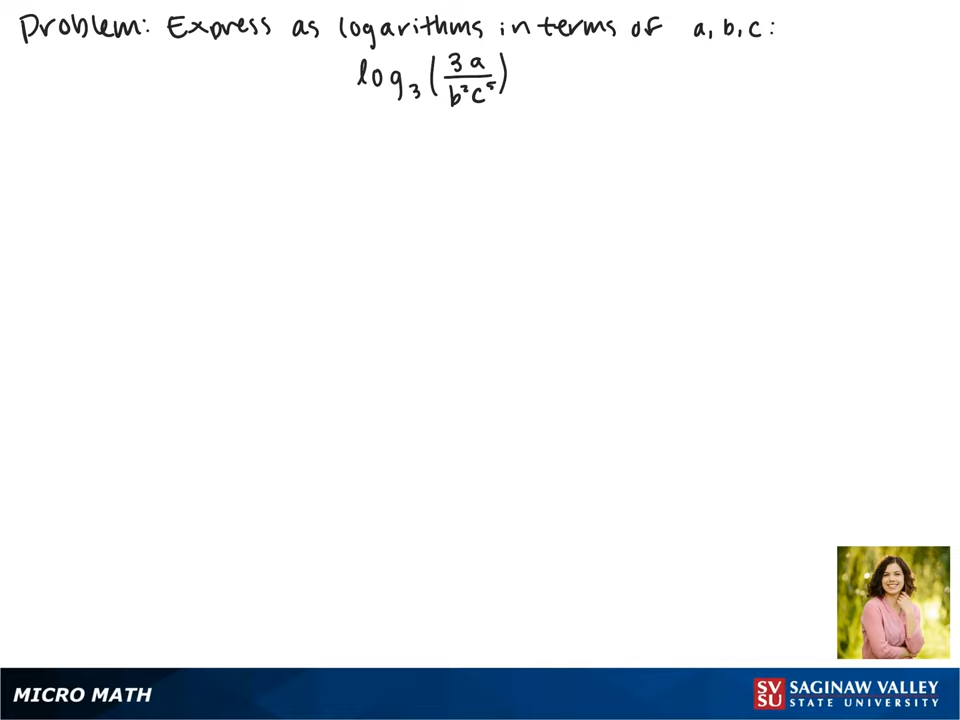 Problem: Express as logarithms in terms of a, b, c:
log₃ (3a / b²c⁵)
MICRO MATH
SV SU SAGINAW VALLEY
STATE UNIVERSITY